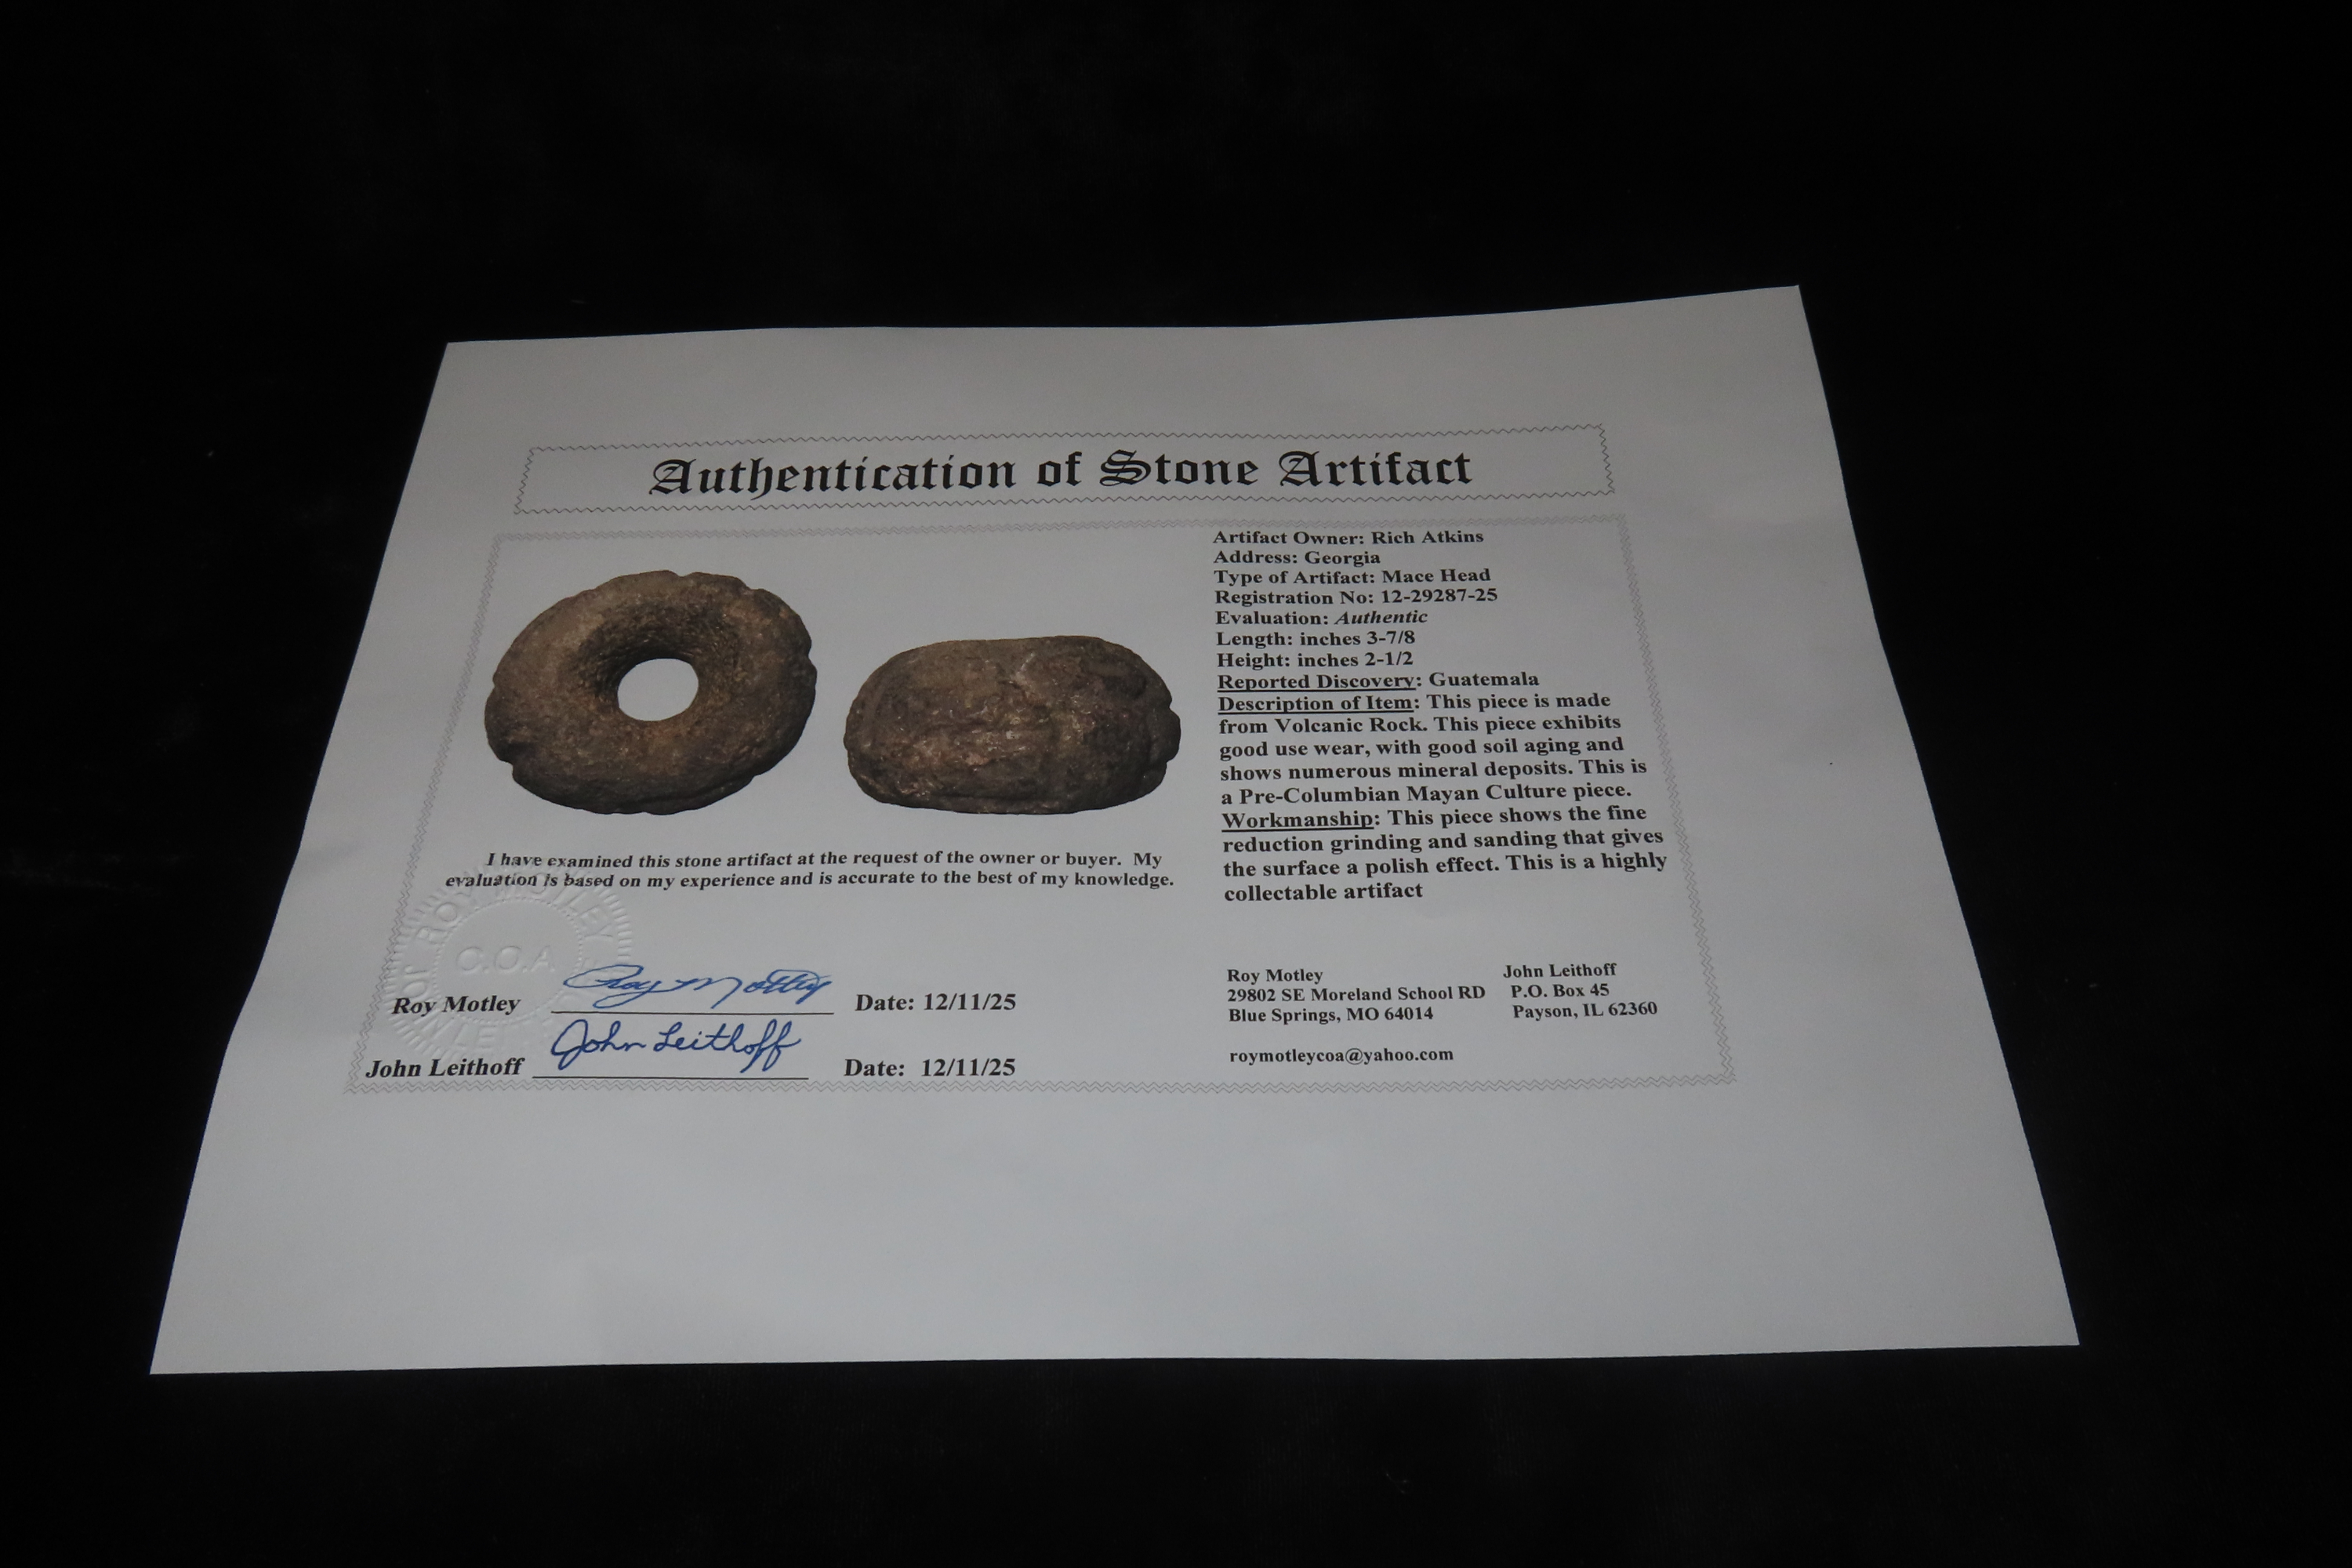 Authentication of Stone Artifact
Artifact Owner: Rich Atkins
Address: Georgia
Type of Artifact: Mace Head
Registration No: 12-29287-25
Evaluation: Authentic
Length: inches 3-7/8
Height: inches 2-1/2
Reported Discovery: Guatemala
Description of Item: This piece is made
from Volcanic Rock. This piece exhibits
good use wear, with good soil aging and
shows numerous mineral deposits. This is
a Pre-Columbian Mayan Culture piece.
Workmanship: This piece shows the fine
reduction grinding and sanding that gives
the surface a polish effect. This is a highly
collectable artifact
I have examined this stone artifact at the request of the owner or buyer. My
evaluation is based on my experience and is accurate to the best of my knowledge.
ROY MOTLEY
C.O.A
Roy Motley Roy Motley Date: 12/11/25
John Leithoff John Leithoff Date: 12/11/25
Roy Motley John Leithoff
29802 SE Moreland School RD P.O. Box 45
Blue Springs, MO 64014 Payson, IL 62360
roymotleycoa@yahoo.com